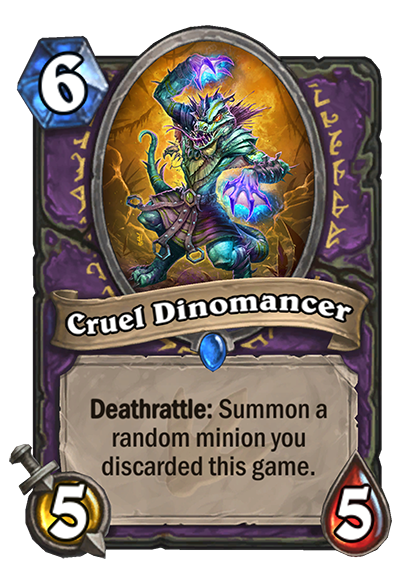 6
Cruel Dinomancer
Deathrattle: Summon a
random minion you
discarded this game.
5
5